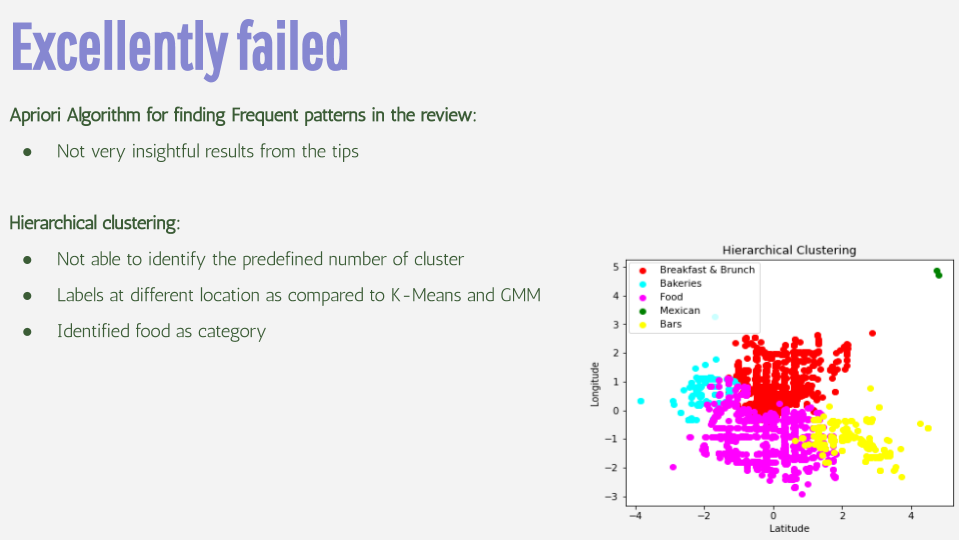 Excellently failed
Apriori Algorithm for finding Frequent patterns in the review:
● Not very insightful results from the tips
Hierarchical clustering:
● Not able to identify the predefined number of cluster
● Labels at different location as compared to K-Means and GMM
● Identified food as category
Hierarchical Clustering
Breakfast & Brunch
Bakeries
Food
Mexican
Bars
5
4
3
2
1
0
−1
−2
−3
Longitude
−4 −2 0 2 4
Latitude